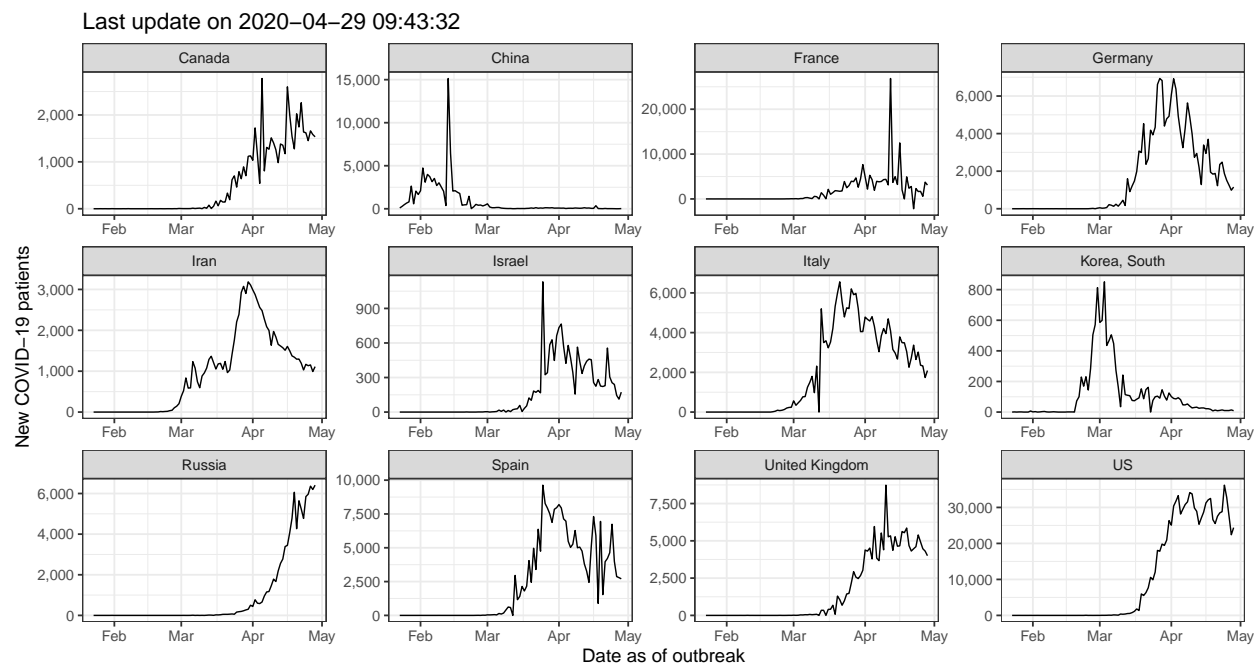 Last update on 2020−04−29 09:43:32
New COVID−19 patients
Canada
0
1,000
2,000
Feb Mar Apr May
China
0
5,000
10,000
15,000
Feb Mar Apr May
France
0
10,000
20,000
Feb Mar Apr May
Germany
0
2,000
4,000
6,000
Feb Mar Apr May
Iran
0
1,000
2,000
3,000
Feb Mar Apr May
Israel
0
300
600
900
Feb Mar Apr May
Italy
0
2,000
4,000
6,000
Feb Mar Apr May
Korea, South
0
200
400
600
800
Feb Mar Apr May
Russia
0
2,000
4,000
6,000
Feb Mar Apr May
Spain
0
2,500
5,000
7,500
10,000
Feb Mar Apr May
United Kingdom
0
2,500
5,000
7,500
Feb Mar Apr May
US
0
10,000
20,000
30,000
Feb Mar Apr May
Date as of outbreak